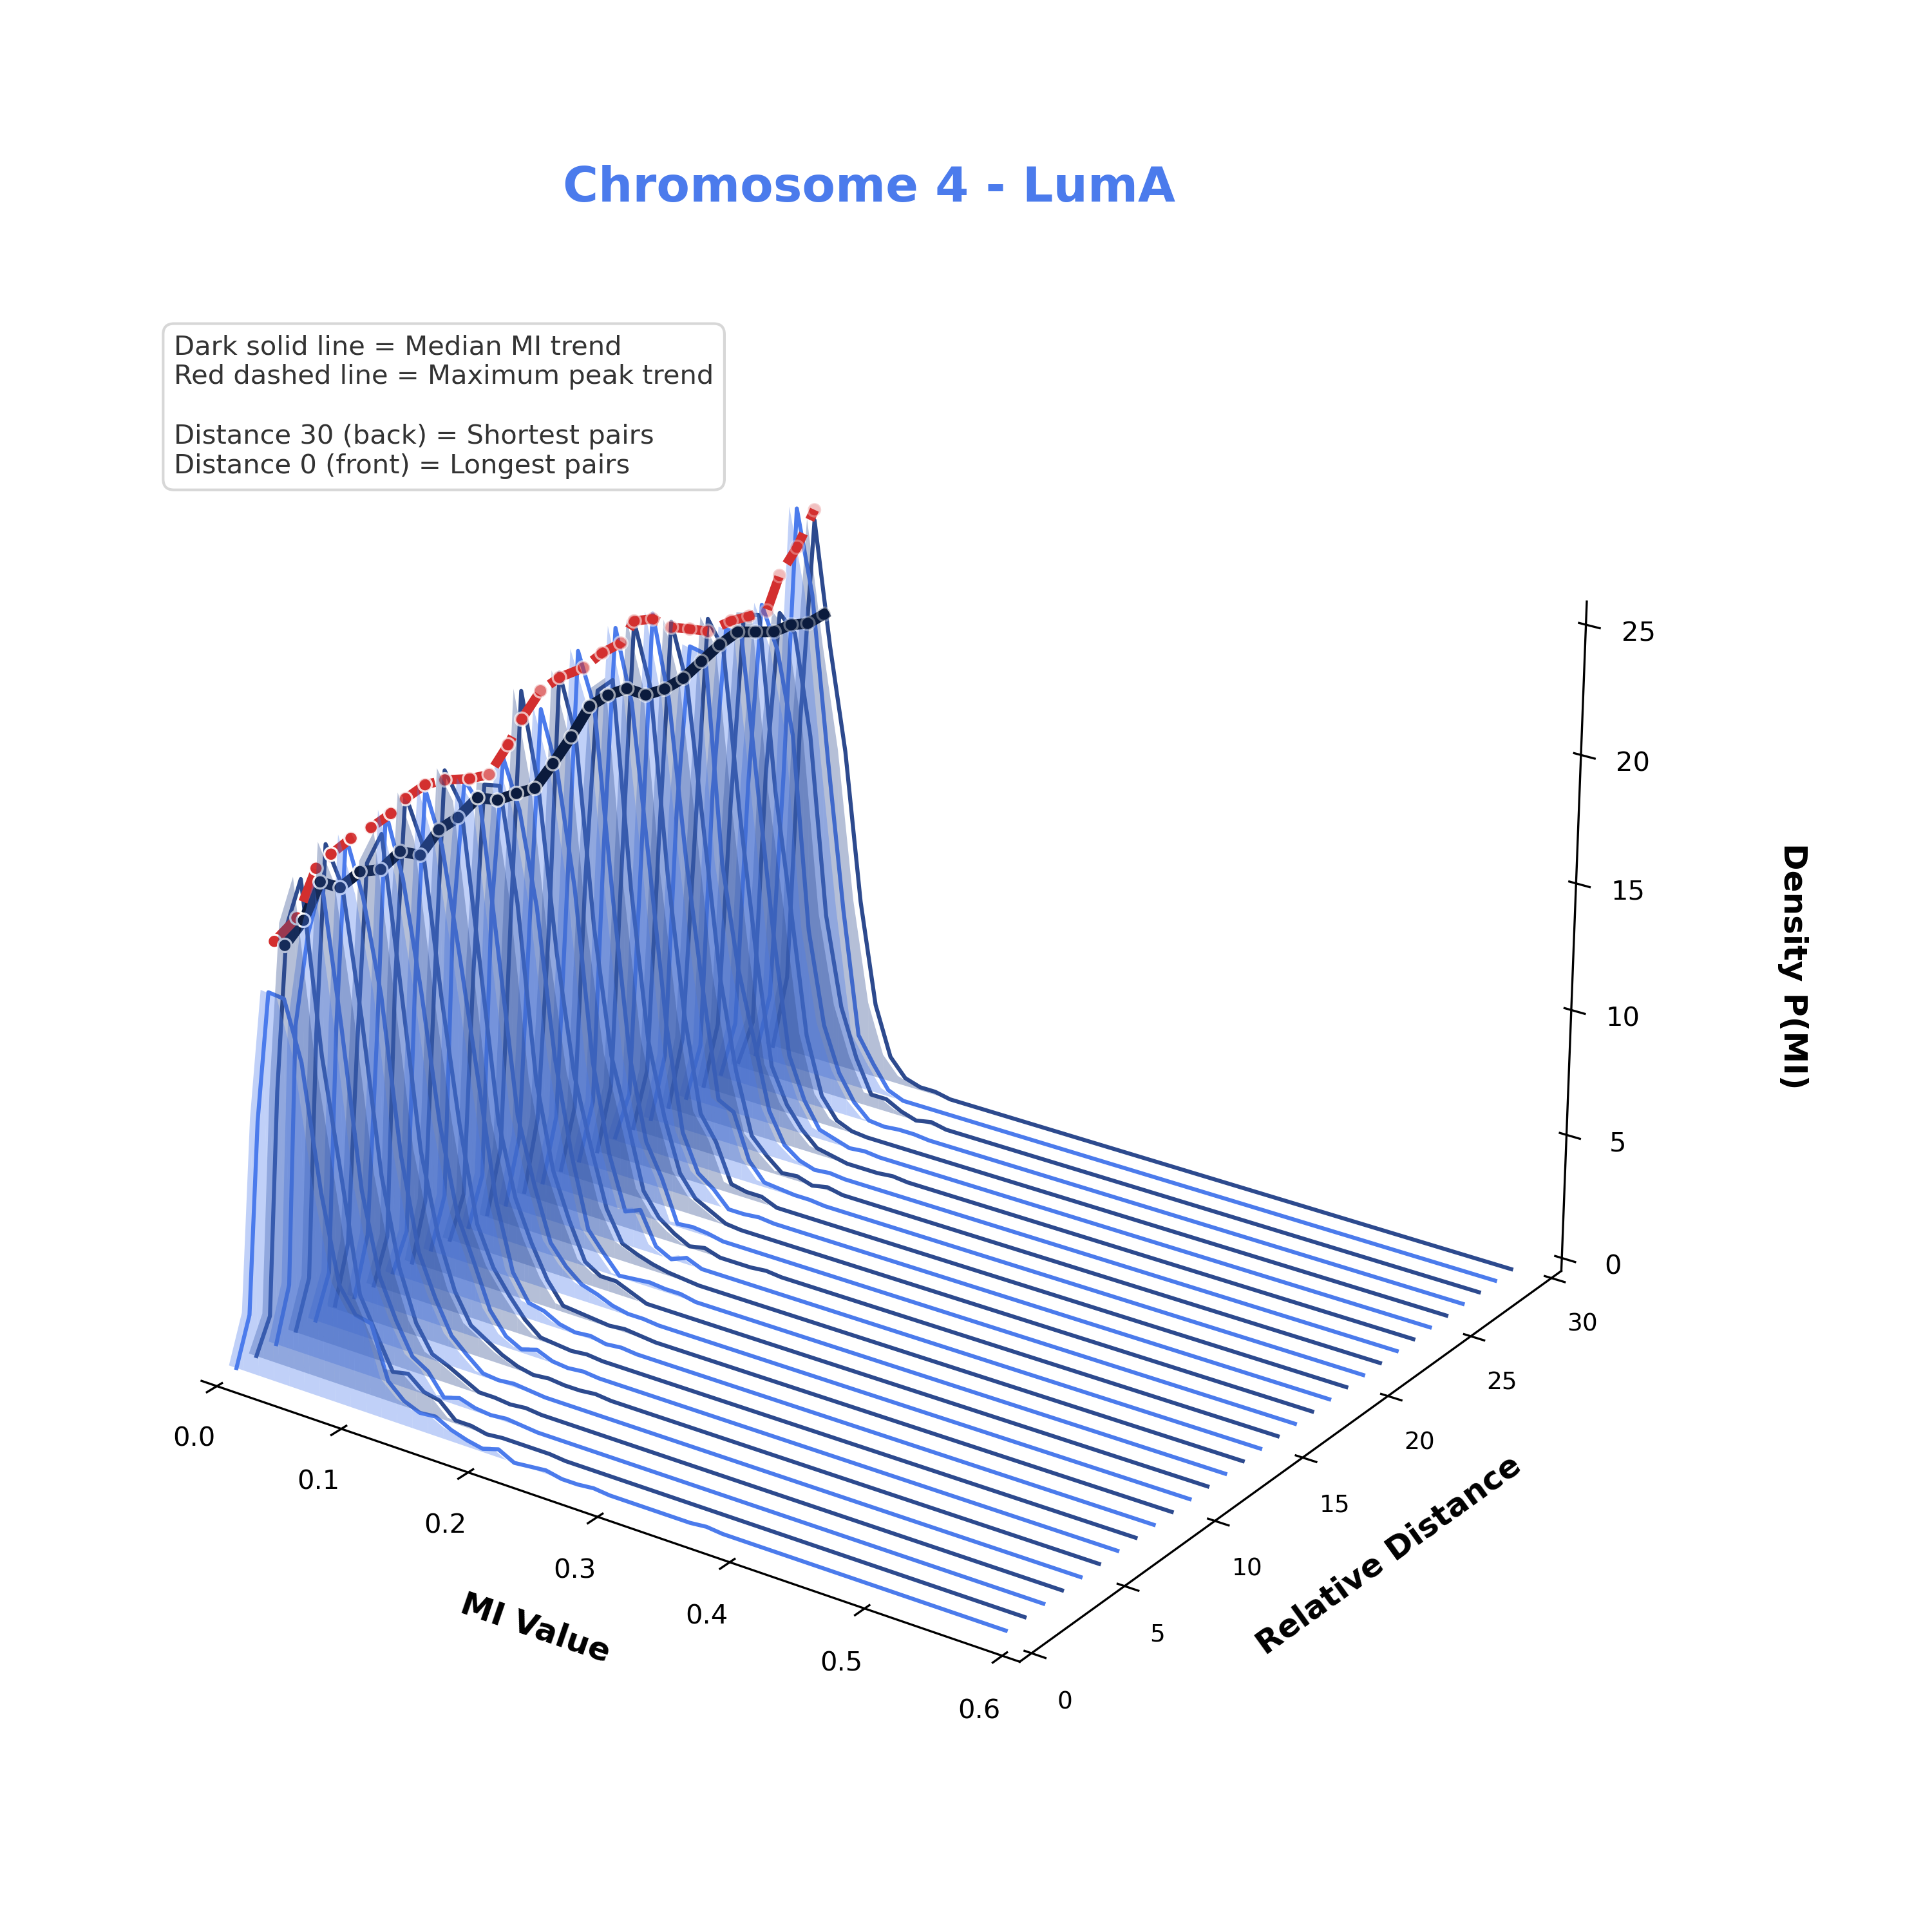 Chromosome 4 - LumA
Dark solid line = Median MI trend
Red dashed line = Maximum peak trend
Distance 30 (back) = Shortest pairs
Distance 0 (front) = Longest pairs
25
20
15
10
5
0
Density P(MI)
30
25
20
15
10
5
0
Relative Distance
0.0
0.1
0.2
0.3
0.4
0.5
0.6
MI Value